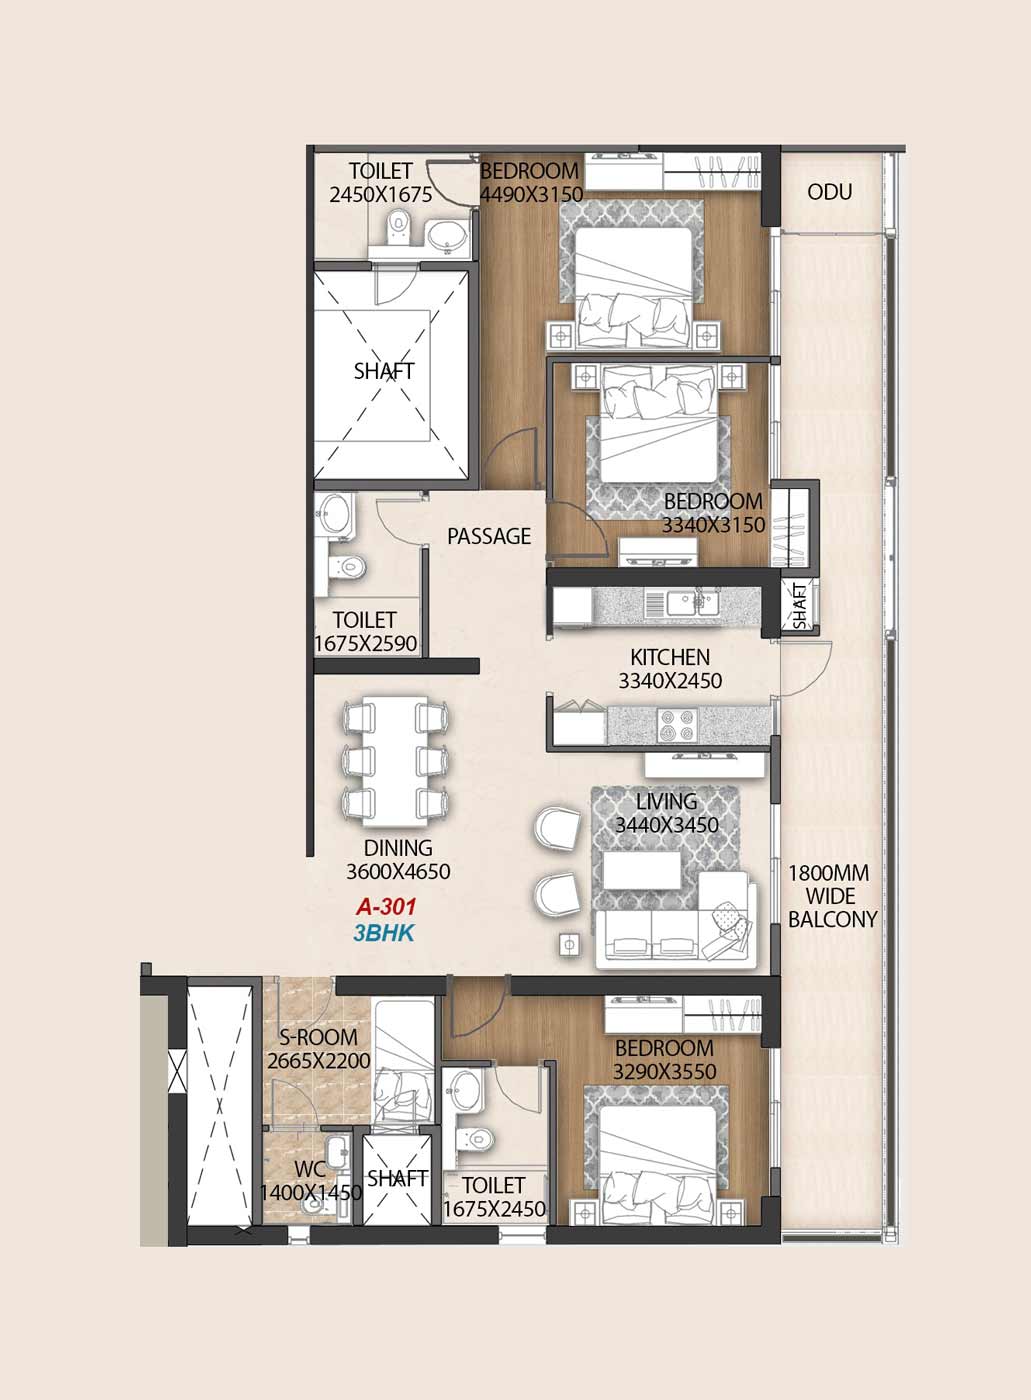 TOILET
2450X1675
BEDROOM
4490X3150
ODU
SHAFT
BEDROOM
3340X3150
PASSAGE
TOILET
1675X2590
SHAFT
KITCHEN
3340X2450
LIVING
3440X3450
DINING
3600X4650
A-301
3BHK
1800MM
WIDE
BALCONY
S-ROOM
2665X2200
BEDROOM
3290X3550
WC
1400X1450
SHAFT
TOILET
1675X2450